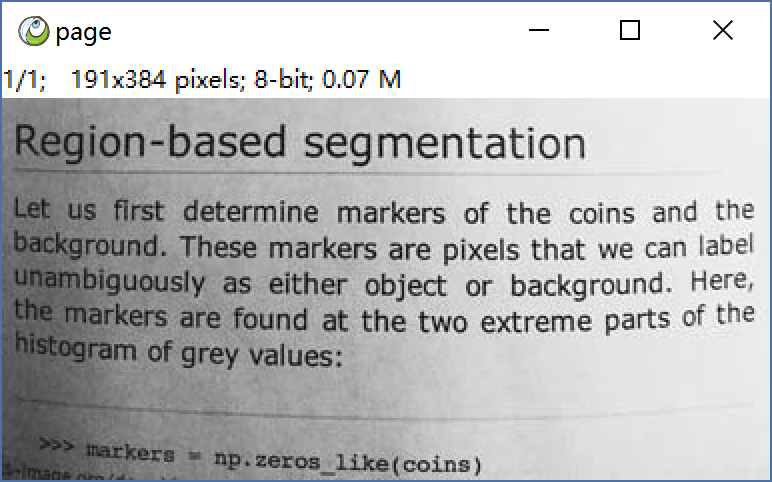 page
1/1; 191x384 pixels; 8-bit; 0.07 M
Region-based segmentation
Let us first determine markers of the coins and the
background. These markers are pixels that we can label
unambiguously as either object or background. Here,
the markers are found at the two extreme parts of the
histogram of grey values:
>>> markers = np.zeros_like(coins)